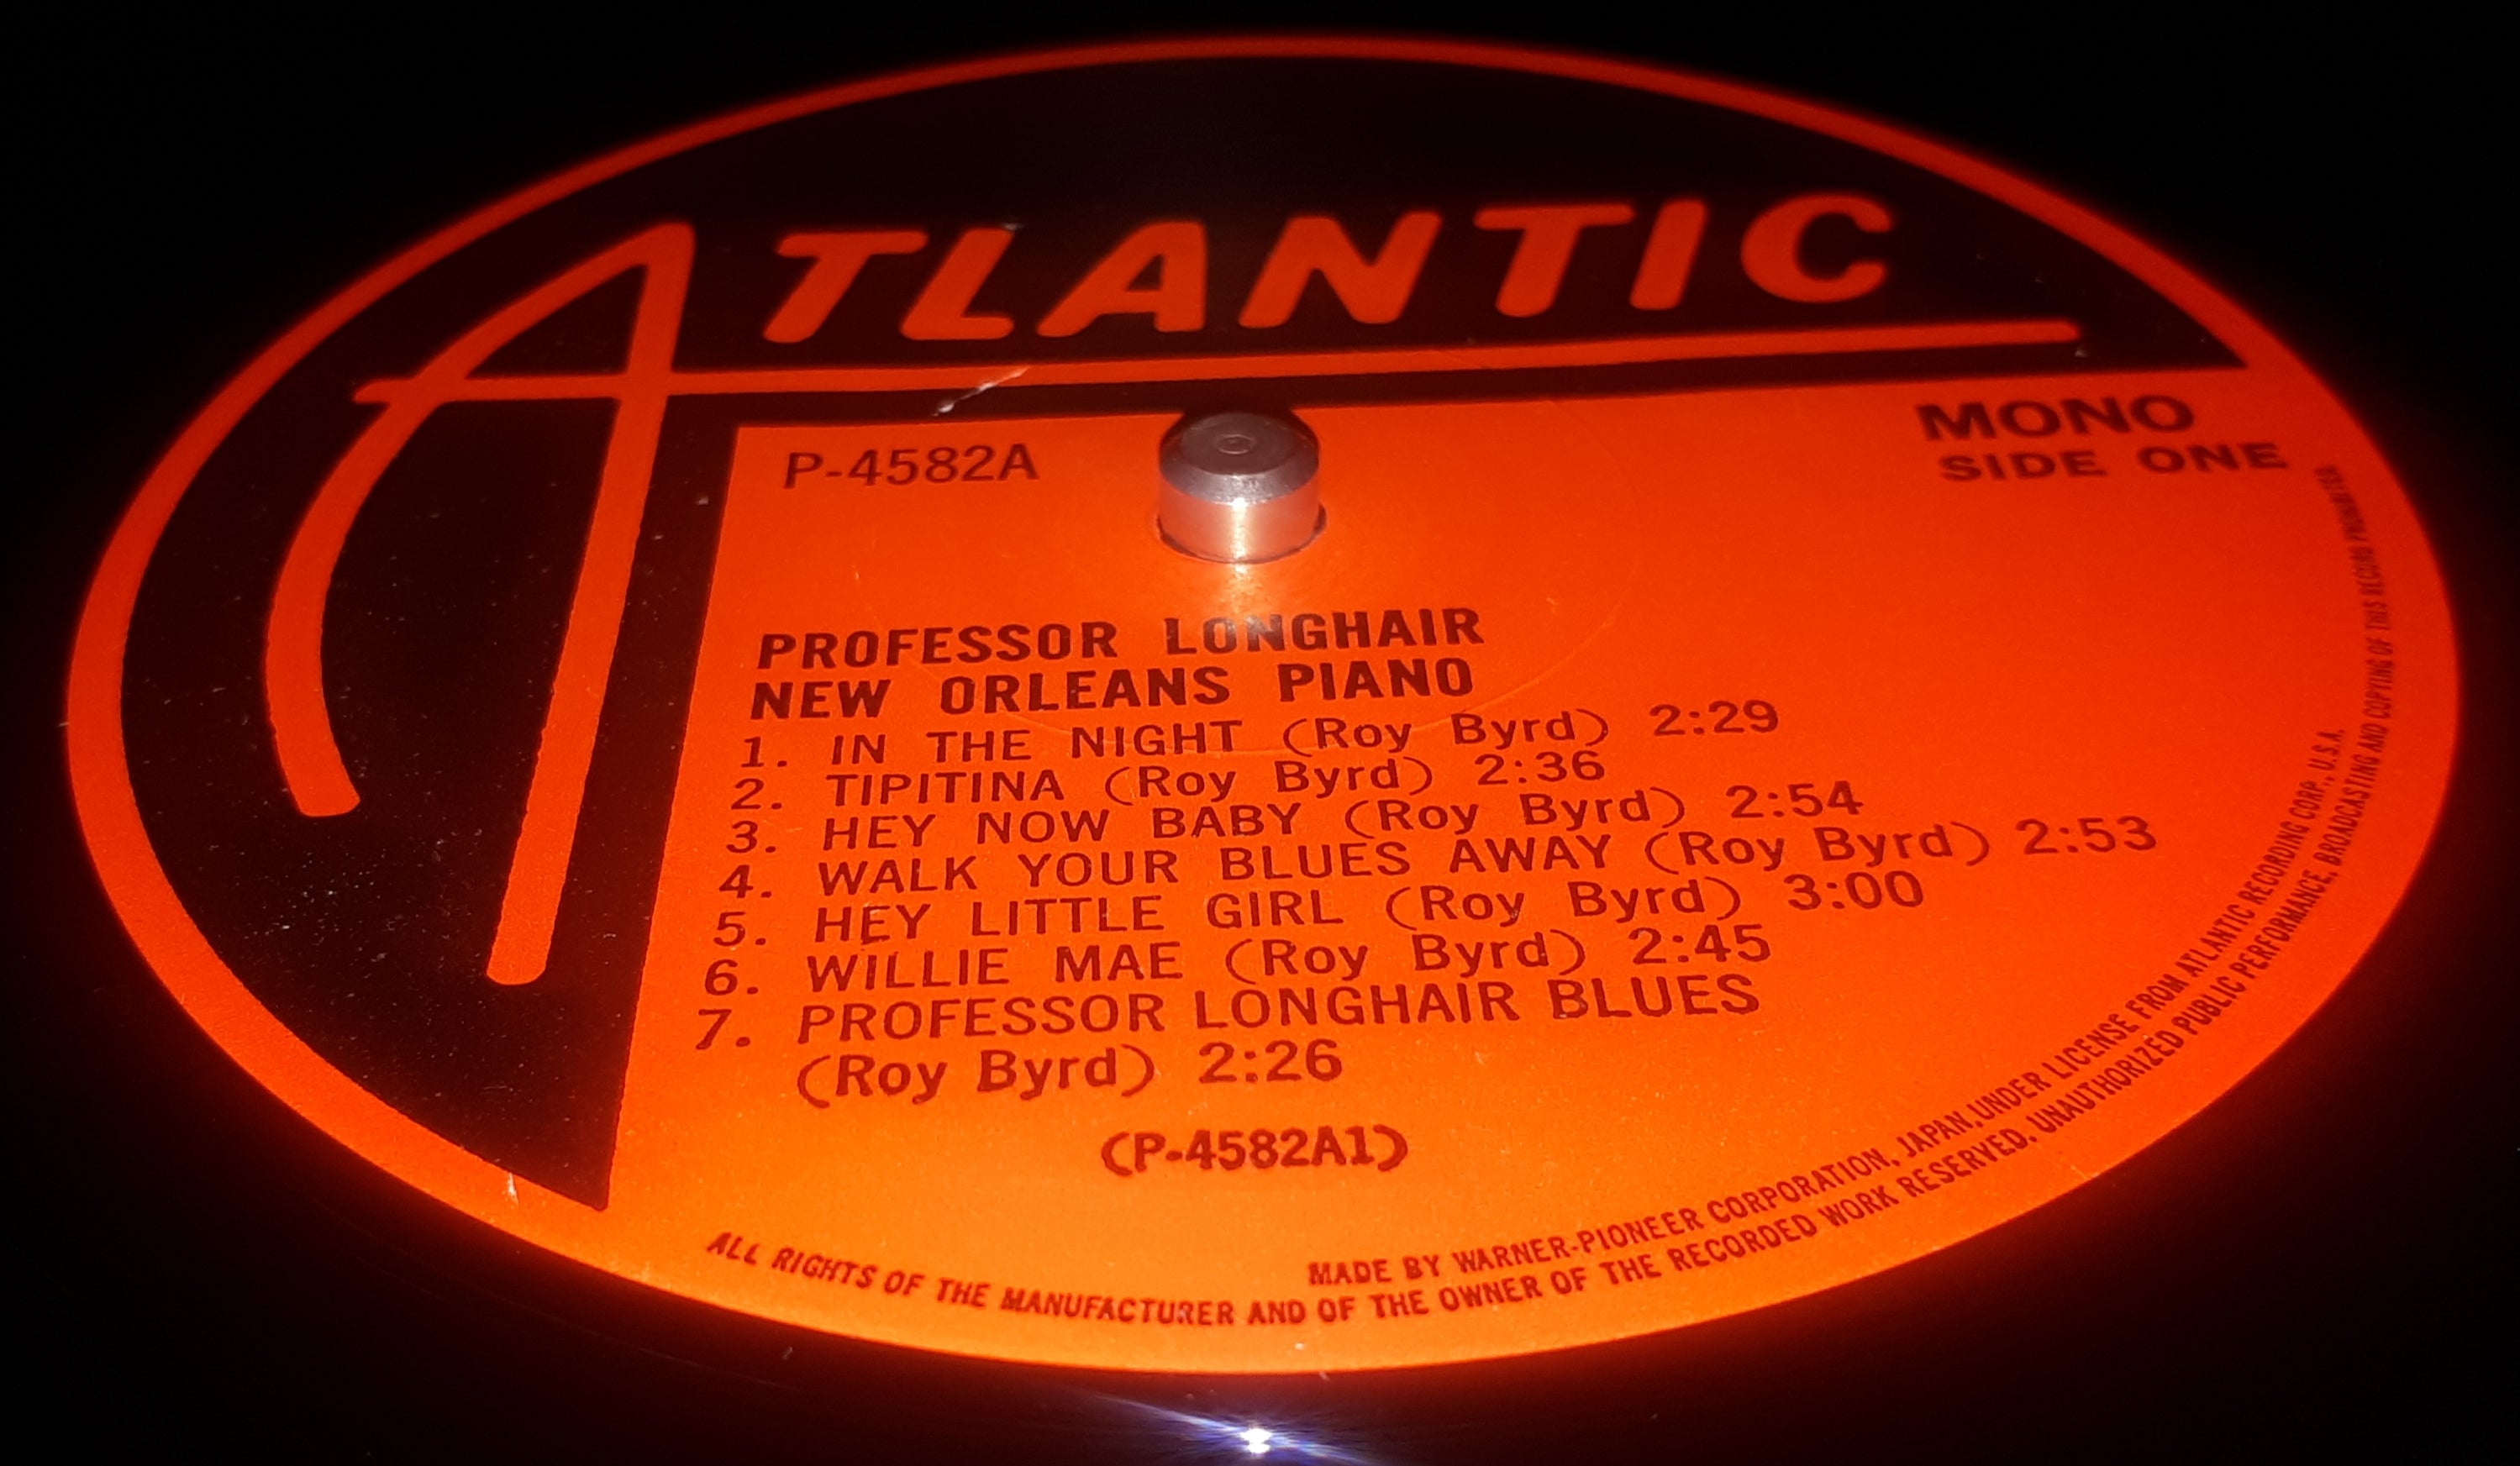 ATLANTIC
P-4582A
MONO
SIDE ONE
PROFESSOR LONGHAIR
NEW ORLEANS PIANO
1. IN THE NIGHT (Roy Byrd) 2:29
2. TIPITINA (Roy Byrd) 2:36
3. HEY NOW BABY (Roy Byrd) 2:54
4. WALK YOUR BLUES AWAY (Roy Byrd) 2:53
5. HEY LITTLE GIRL (Roy Byrd) 3:00
6. WILLIE MAE (Roy Byrd) 2:45
7. PROFESSOR LONGHAIR BLUES
(Roy Byrd) 2:26
(P-4582A1)
MADE BY WARNER-PIONEER CORPORATION, JAPAN, UNDER LICENSE FROM ATLANTIC RECORDING CORP., U.S.A.
ALL RIGHTS OF THE MANUFACTURER AND OF THE OWNER OF THE RECORDED WORK RESERVED. UNAUTHORIZED PUBLIC PERFORMANCE, BROADCASTING AND COPYING OF THIS RECORD PROHIBITED